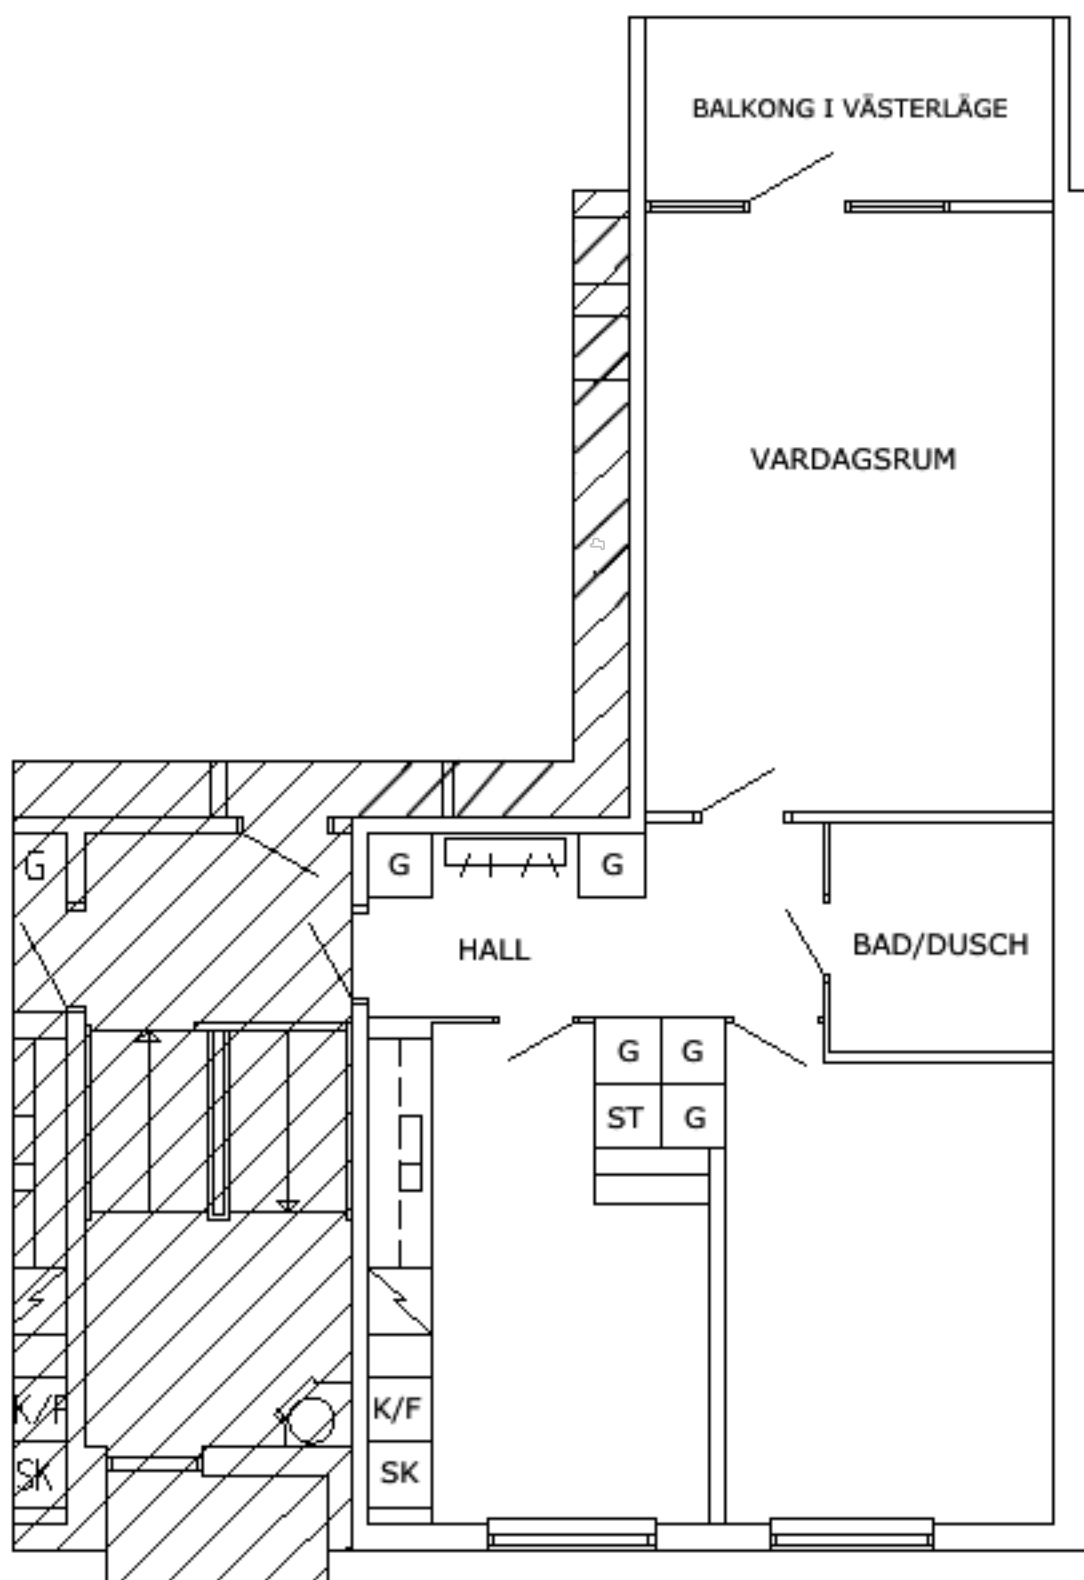 BALKONG I VÄSTERLÄGE
VARDAGSRUM
G
G
G
HALL
BAD/DUSCH
G
G
ST
G
K/F
K/F
SK
SK